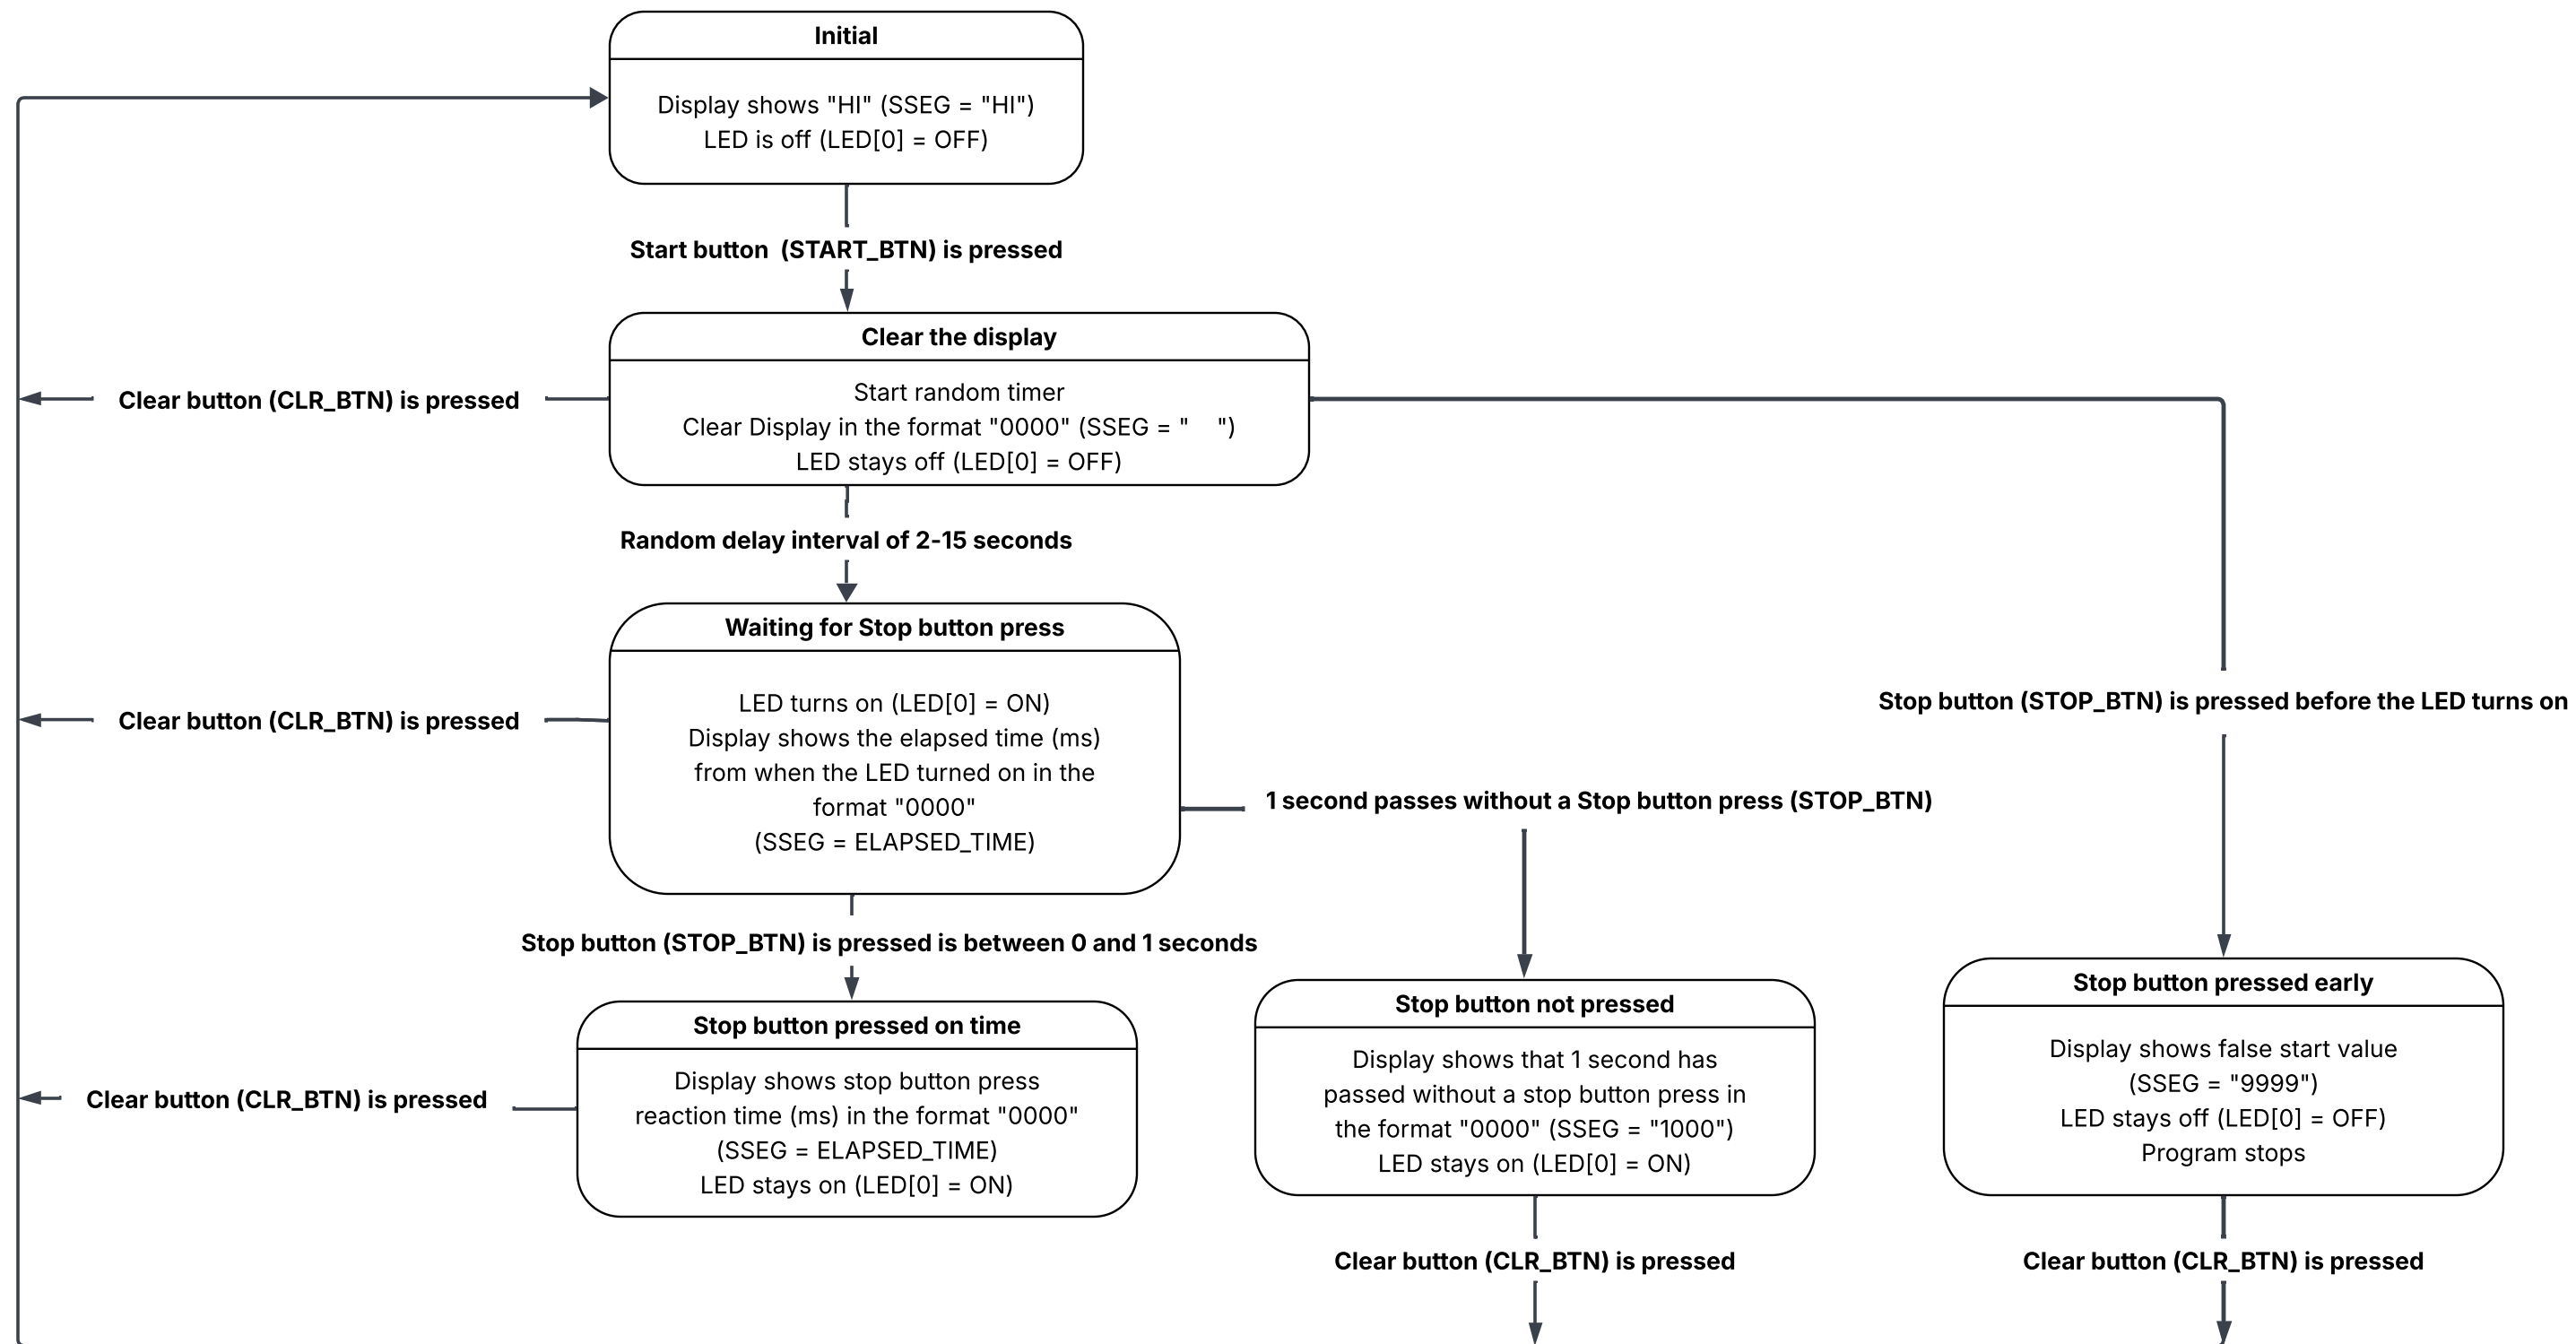 Initial
Display shows "HI" (SSEG = "HI")
LED is off (LED[0] = OFF)
Start button  (START_BTN) is pressed
Clear the display
Start random timer
Clear Display in the format "0000" (SSEG = "    ")
LED stays off (LED[0] = OFF)
Clear button (CLR_BTN) is pressed
Random delay interval of 2-15 seconds
Waiting for Stop button press
LED turns on (LED[0] = ON)
Display shows the elapsed time (ms)
from when the LED turned on in the
format "0000"
(SSEG = ELAPSED_TIME)
Clear button (CLR_BTN) is pressed
Stop button (STOP_BTN) is pressed before the LED turns on
1 second passes without a Stop button press (STOP_BTN)
Stop button (STOP_BTN) is pressed is between 0 and 1 seconds
Stop button pressed on time
Display shows stop button press
reaction time (ms) in the format "0000"
(SSEG = ELAPSED_TIME)
LED stays on (LED[0] = ON)
Clear button (CLR_BTN) is pressed
Stop button not pressed
Display shows that 1 second has
passed without a stop button press in
the format "0000" (SSEG = "1000")
LED stays on (LED[0] = ON)
Clear button (CLR_BTN) is pressed
Stop button pressed early
Display shows false start value
(SSEG = "9999")
LED stays off (LED[0] = OFF)
Program stops
Clear button (CLR_BTN) is pressed